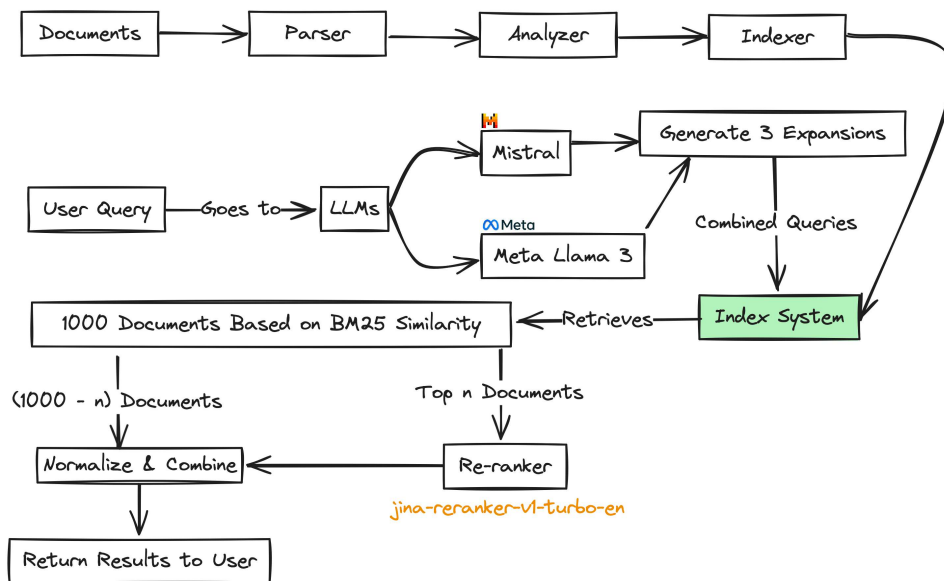 Documents
Parser
Analyzer
Indexer
Mistral
Generate 3 Expansions
User Query
Goes to
LLMs
Meta
Meta Llama 3
Combined Queries
Index System
Retrieves
1000 Documents Based on BM25 Similarity
(1000 - n) Documents
Top n Documents
Normalize & Combine
Re-ranker
jina-reranker-v1-turbo-en
Return Results to User